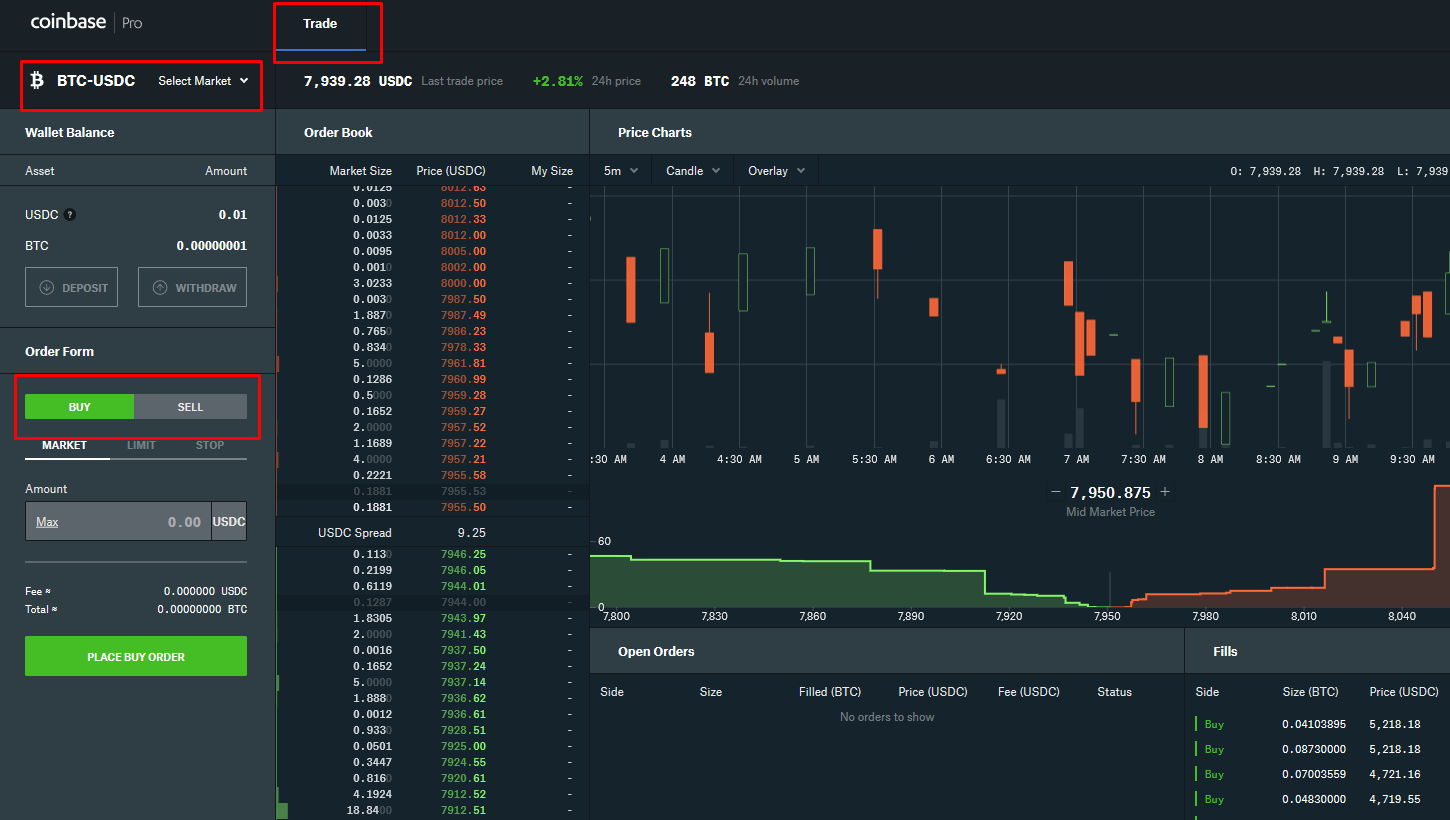 coinbase Pro
Trade
BTC-USDC Select Market
7,939.28 USDC Last trade price +2.81% 24h price 248 BTC 24h volume
Wallet Balance
Asset Amount
USDC ? 0.01
BTC 0.00000001
DEPOSIT WITHDRAW
Order Form
BUY SELL
MARKET LIMIT STOP
Amount
Max 0.00 USDC
Fee ≈ 0.000000 USDC
Total ≈ 0.00000000 BTC
PLACE BUY ORDER
Order Book
Market Size Price (USDC) My Size
0.0125 8012.63 -
0.0030 8012.50 -
0.0125 8012.33 -
0.0033 8012.00 -
0.0095 8005.00 -
0.0010 8002.00 -
3.0233 8000.00 -
0.0030 7987.50 -
1.8870 7987.49 -
0.7650 7986.23 -
0.8340 7978.33 -
5.0000 7961.81 -
0.1286 7960.99 -
0.5000 7959.28 -
0.1652 7959.27 -
2.0000 7957.52 -
1.1689 7957.22 -
4.0000 7957.21 -
0.2221 7955.58 -
0.1881 7955.53 -
0.1881 7955.50 -
USDC Spread 9.25
0.1130 7946.25 -
0.2199 7946.05 -
0.6119 7944.01 -
0.1287 7944.00 -
1.8305 7943.97 -
2.0000 7941.43 -
0.0016 7937.50 -
0.1652 7937.24 -
5.0000 7937.14 -
1.8880 7936.62 -
0.0012 7936.61 -
0.9330 7928.51 -
0.0501 7925.00 -
0.3447 7924.55 -
0.8160 7920.61 -
4.1924 7912.52 -
18.8400 7912.51 -
Price Charts
5m Candle Overlay O: 7,939.28 H: 7,939.28 L: 7,939
:30 AM 4 AM 4:30 AM 5 AM 5:30 AM 6 AM 6:30 AM 7 AM 7:30 AM 8 AM 8:30 AM 9 AM 9:30 AM
− 7,950.875 +
Mid Market Price
60
0
7,800 7,830 7,860 7,890 7,920 7,950 7,980 8,010 8,040
Open Orders
Side Size Filled (BTC) Price (USDC) Fee (USDC) Status
No orders to show
Fills
Side Size (BTC) Price (USDC)
Buy 0.04103895 5,218.18
Buy 0.08730000 5,218.18
Buy 0.07003559 4,721.16
Buy 0.04830000 4,719.55